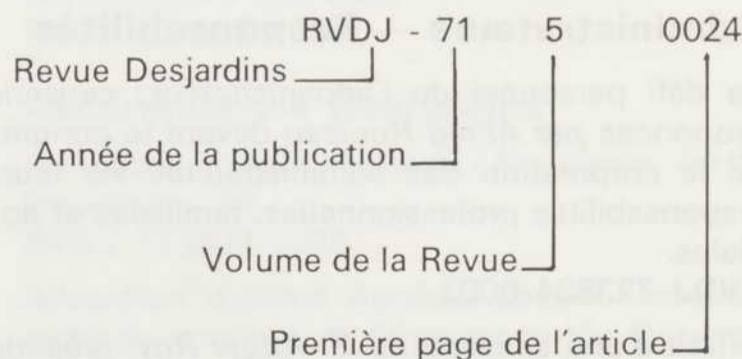 RVDJ - 71 5 0024
Revue Desjardins
Année de la publication
Volume de la Revue
Première page de l'article